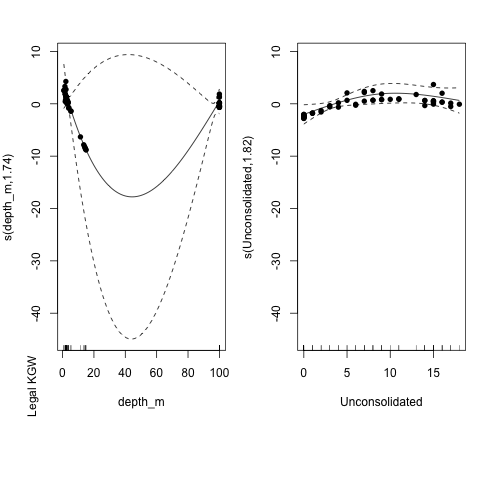 s(depth_m,1.74)
10
0
-10
-20
-30
-40
0 20 40 60 80 100
depth_m
Legal KGW
s(Unconsolidated,1.82)
10
0
-10
-20
-30
-40
0 5 10 15
Unconsolidated